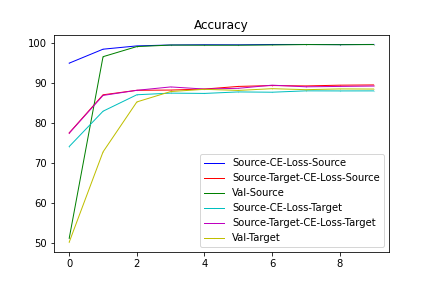 Accuracy
100
90
80
70
60
50
0
2
4
6
8
Source-CE-Loss-Source
Source-Target-CE-Loss-Source
Val-Source
Source-CE-Loss-Target
Source-Target-CE-Loss-Target
Val-Target